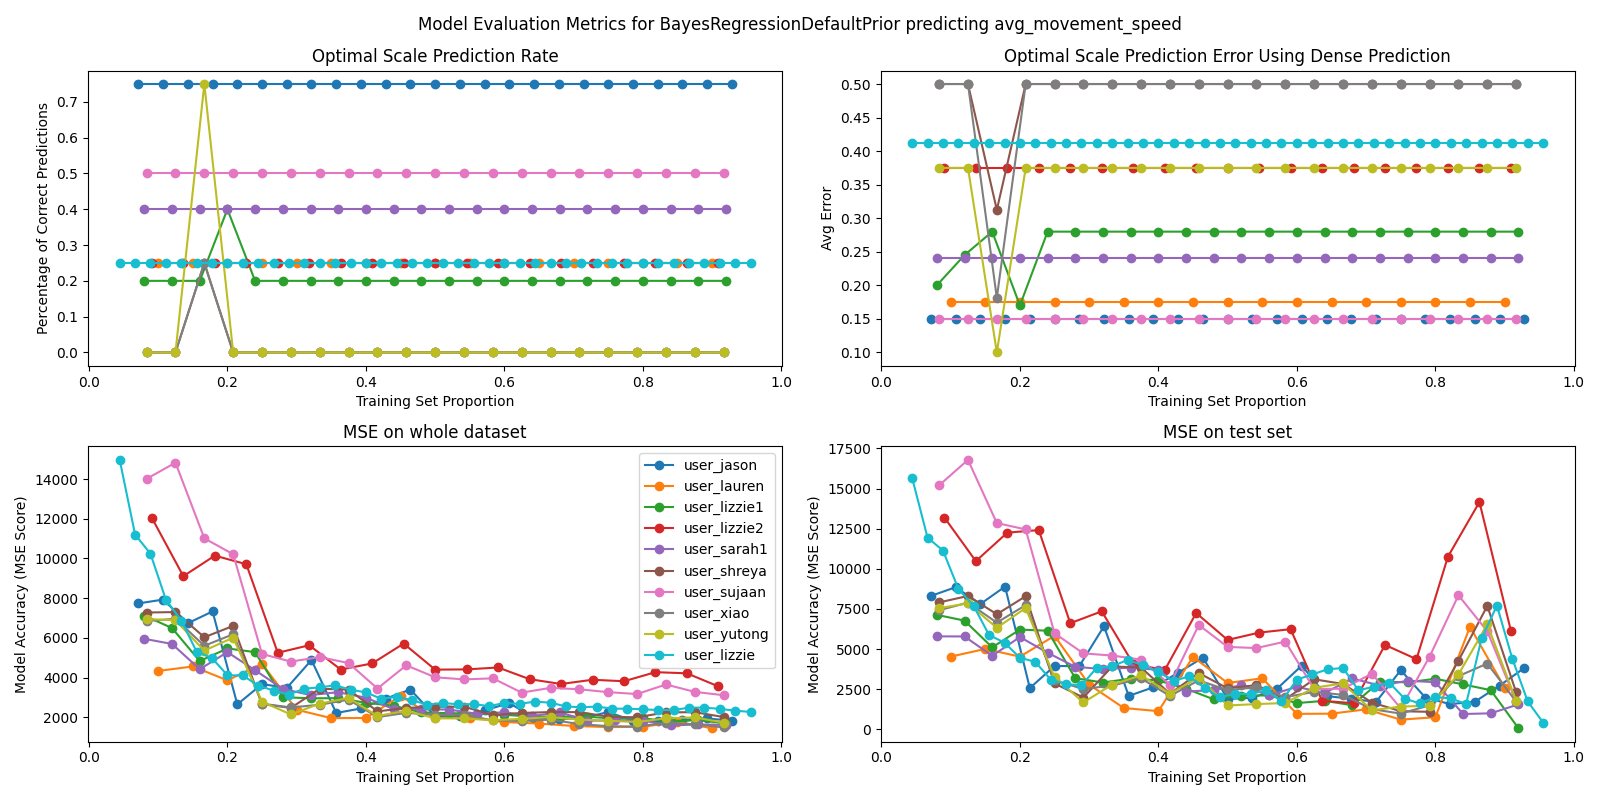 Model Evaluation Metrics for BayesRegressionDefaultPrior predicting avg_movement_speed
Optimal Scale Prediction Rate
Percentage of Correct Predictions
0.7
0.6
0.5
0.4
0.3
0.2
0.1
0.0
0.0 0.2 0.4 0.6 0.8 1.0
Training Set Proportion
Optimal Scale Prediction Error Using Dense Prediction
Avg Error
0.50
0.45
0.40
0.35
0.30
0.25
0.20
0.15
0.10
0.0 0.2 0.4 0.6 0.8 1.0
Training Set Proportion
MSE on whole dataset
Model Accuracy (MSE Score)
14000
12000
10000
8000
6000
4000
2000
0.0 0.2 0.4 0.6 0.8 1.0
Training Set Proportion
user_jason
user_lauren
user_lizzie1
user_lizzie2
user_sarah1
user_shreya
user_sujaan
user_xiao
user_yutong
user_lizzie
MSE on test set
Model Accuracy (MSE Score)
17500
15000
12500
10000
7500
5000
2500
0
0.0 0.2 0.4 0.6 0.8 1.0
Training Set Proportion